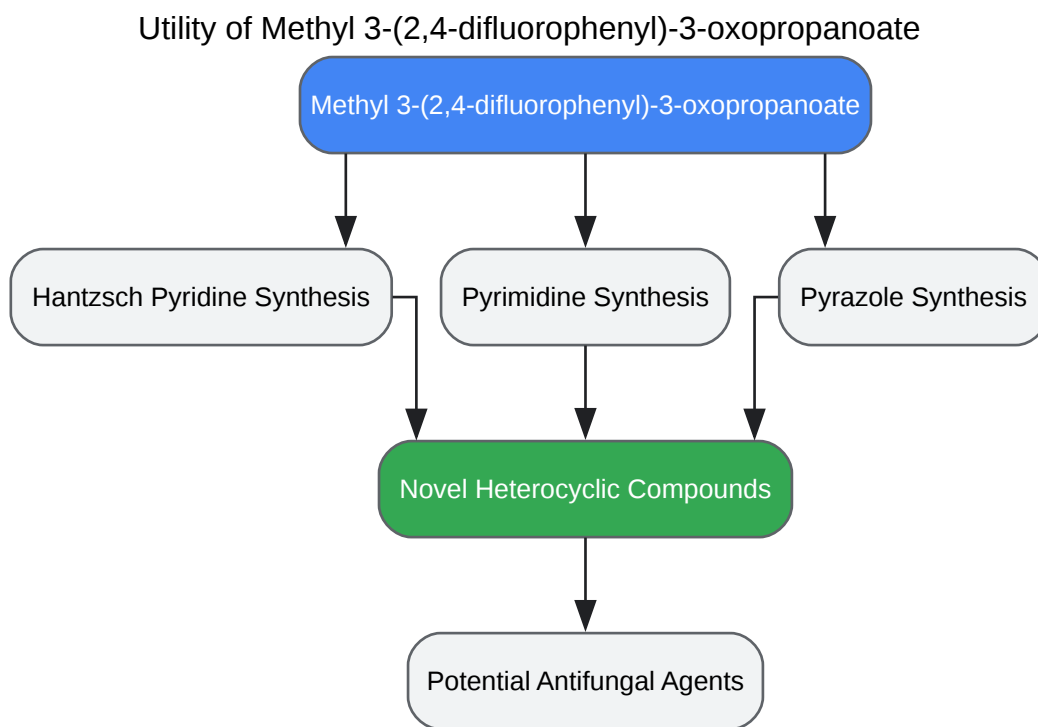 Utility of Methyl 3-(2,4-difluorophenyl)-3-oxopropanoate
Methyl 3-(2,4-difluorophenyl)-3-oxopropanoate
Hantzsch Pyridine Synthesis
Pyrimidine Synthesis
Pyrazole Synthesis
Novel Heterocyclic Compounds
Potential Antifungal Agents